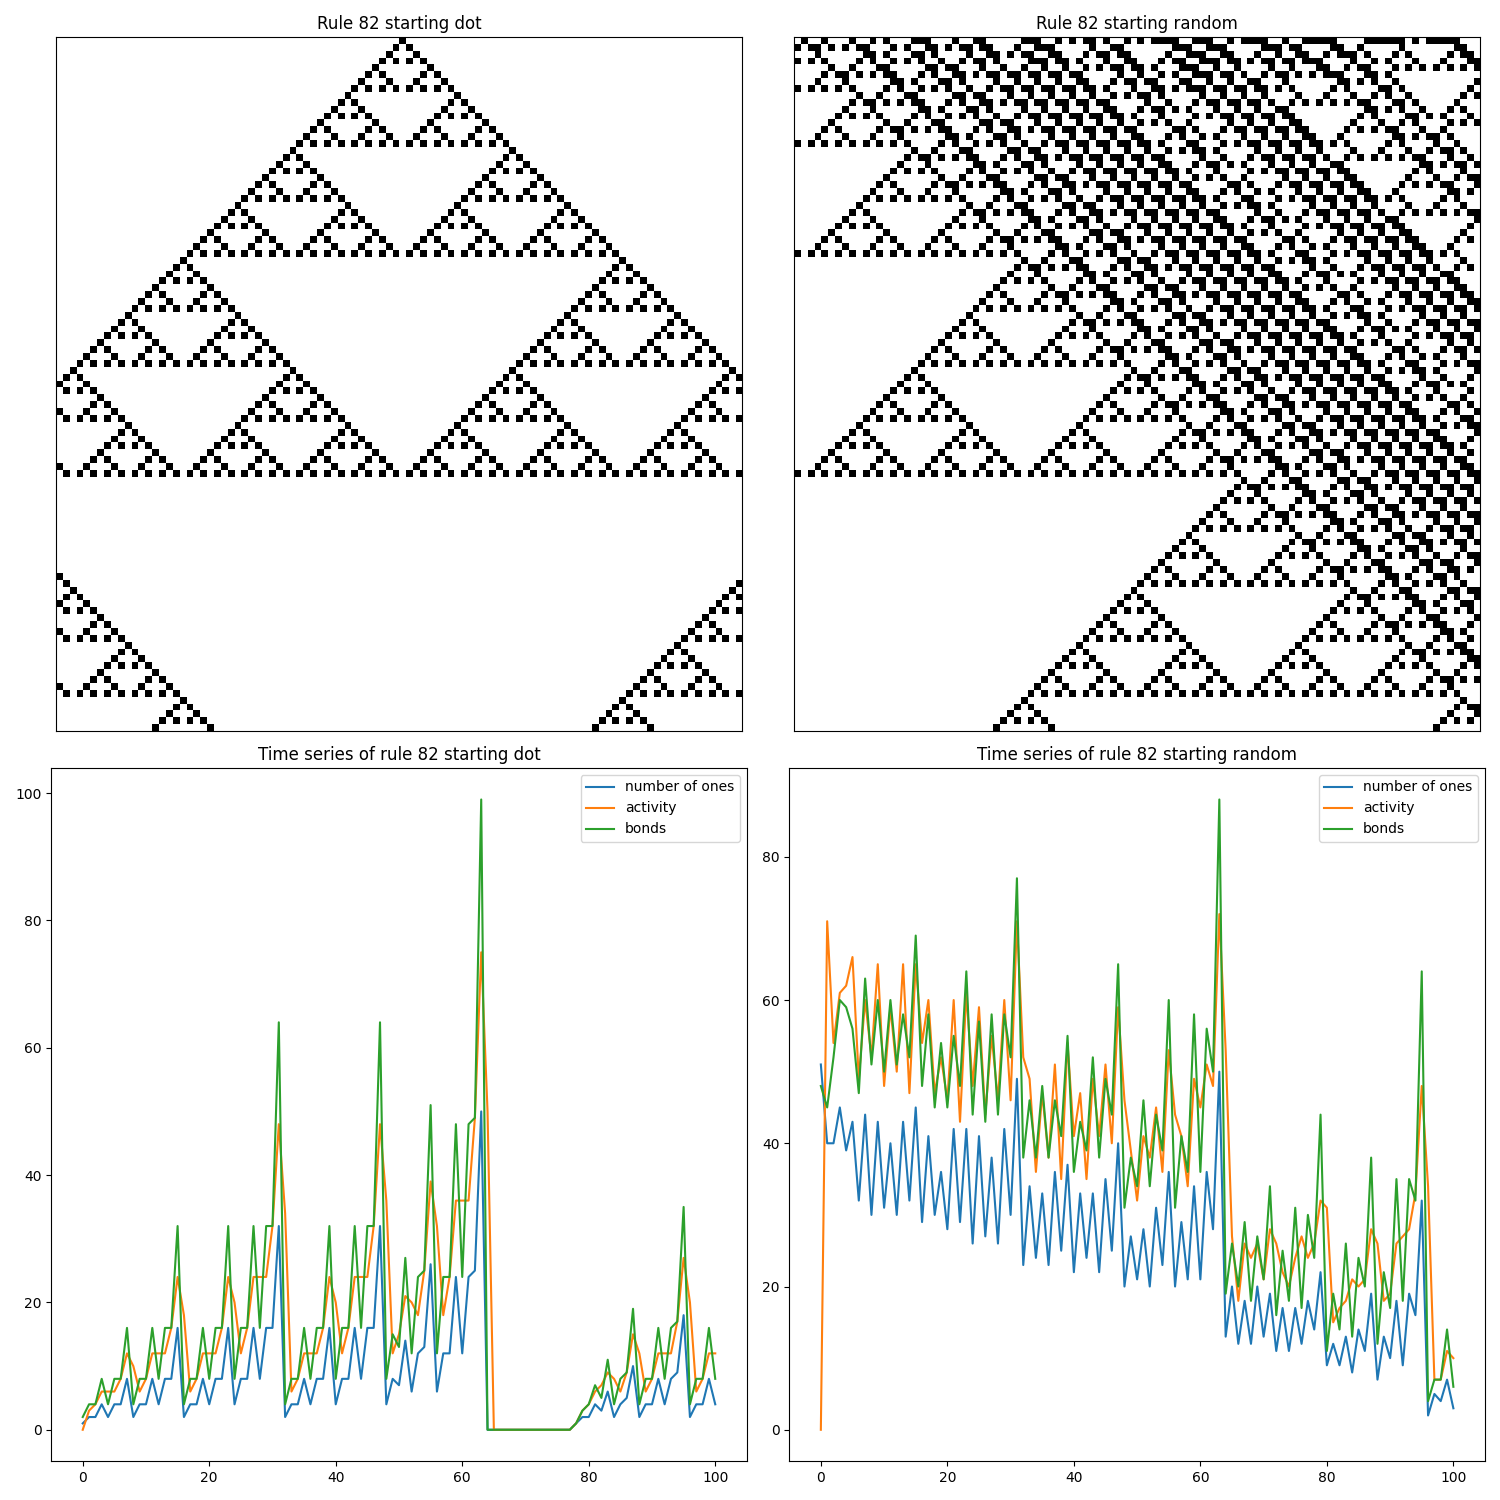 Rule 82 starting dot
Rule 82 starting random
Time series of rule 82 starting dot
100
80
60
40
20
0
0 20 40 60 80 100
number of ones
activity
bonds
Time series of rule 82 starting random
80
60
40
20
0
0 20 40 60 80 100
number of ones
activity
bonds